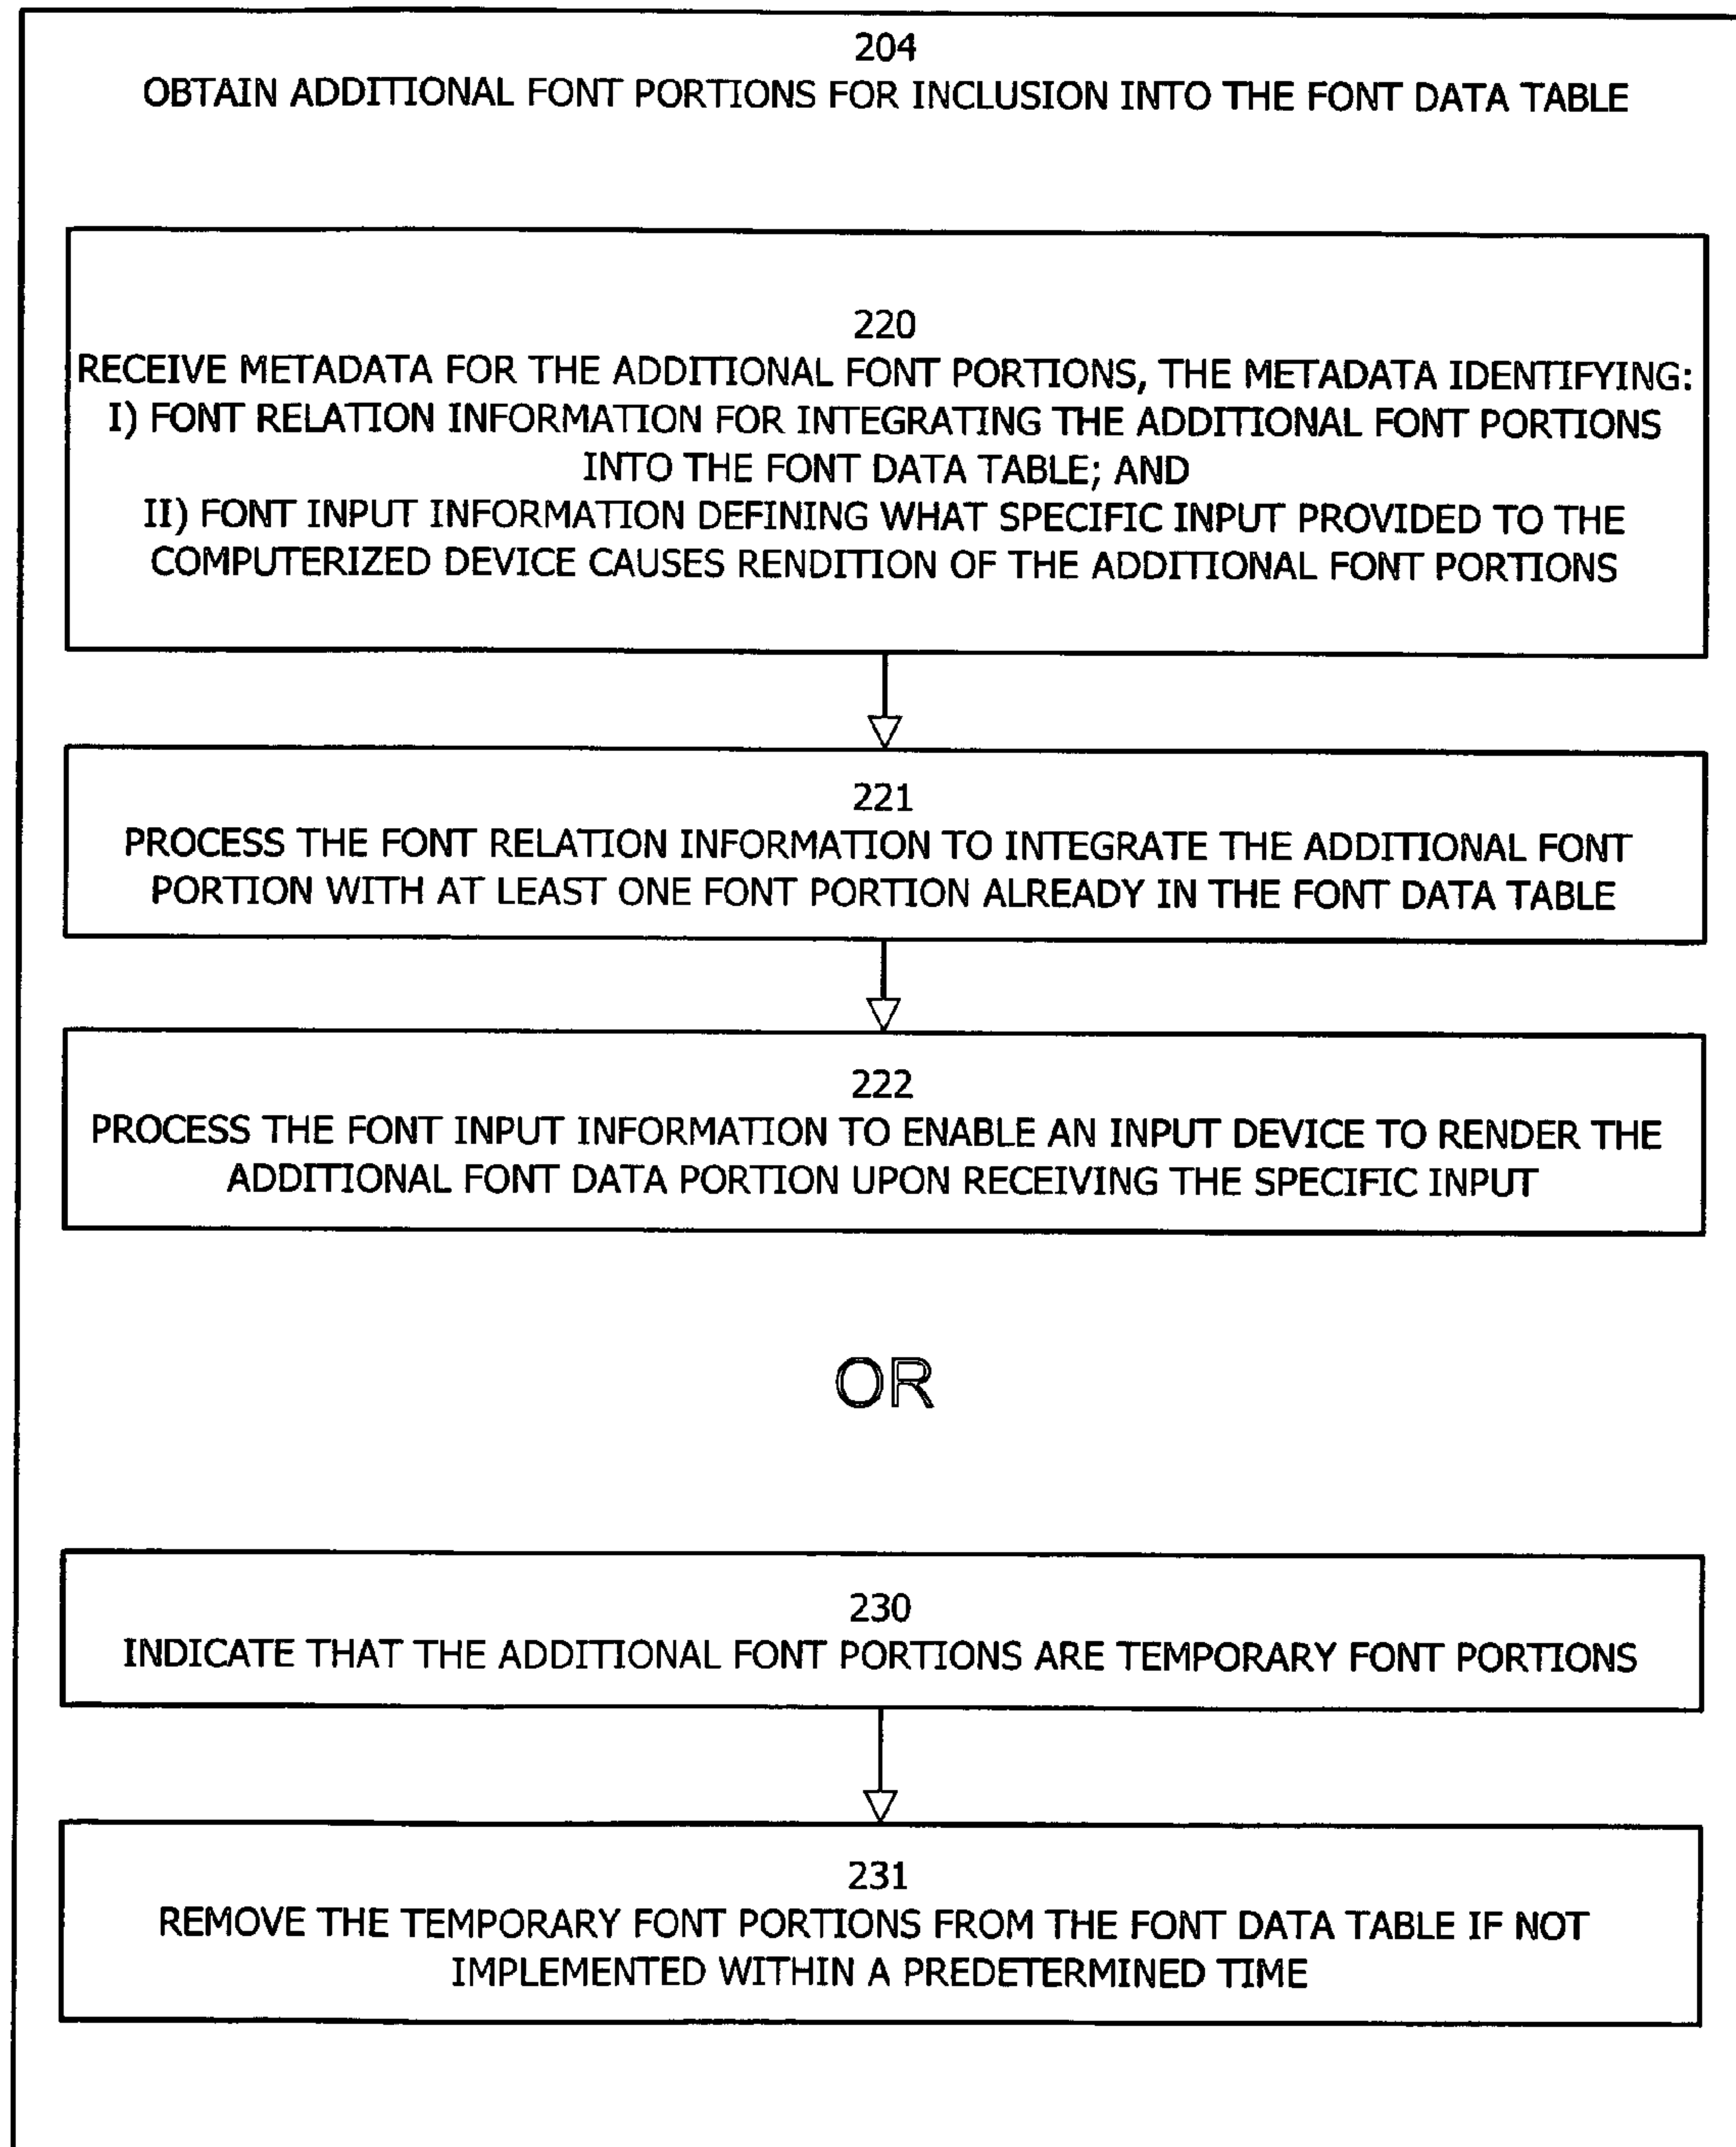 204
OBTAIN ADDITIONAL FONT PORTIONS FOR INCLUSION INTO THE FONT DATA TABLE
220
RECEIVE METADATA FOR THE ADDITIONAL FONT PORTIONS, THE METADATA IDENTIFYING:
I) FONT RELATION INFORMATION FOR INTEGRATING THE ADDITIONAL FONT PORTIONS
INTO THE FONT DATA TABLE; AND
II) FONT INPUT INFORMATION DEFINING WHAT SPECIFIC INPUT PROVIDED TO THE
COMPUTERIZED DEVICE CAUSES RENDITION OF THE ADDITIONAL FONT PORTIONS
221
PROCESS THE FONT RELATION INFORMATION TO INTEGRATE THE ADDITIONAL FONT
PORTION WITH AT LEAST ONE FONT PORTION ALREADY IN THE FONT DATA TABLE
222
PROCESS THE FONT INPUT INFORMATION TO ENABLE AN INPUT DEVICE TO RENDER THE
ADDITIONAL FONT DATA PORTION UPON RECEIVING THE SPECIFIC INPUT
OR
230
INDICATE THAT THE ADDITIONAL FONT PORTIONS ARE TEMPORARY FONT PORTIONS
231
REMOVE THE TEMPORARY FONT PORTIONS FROM THE FONT DATA TABLE IF NOT
IMPLEMENTED WITHIN A PREDETERMINED TIME